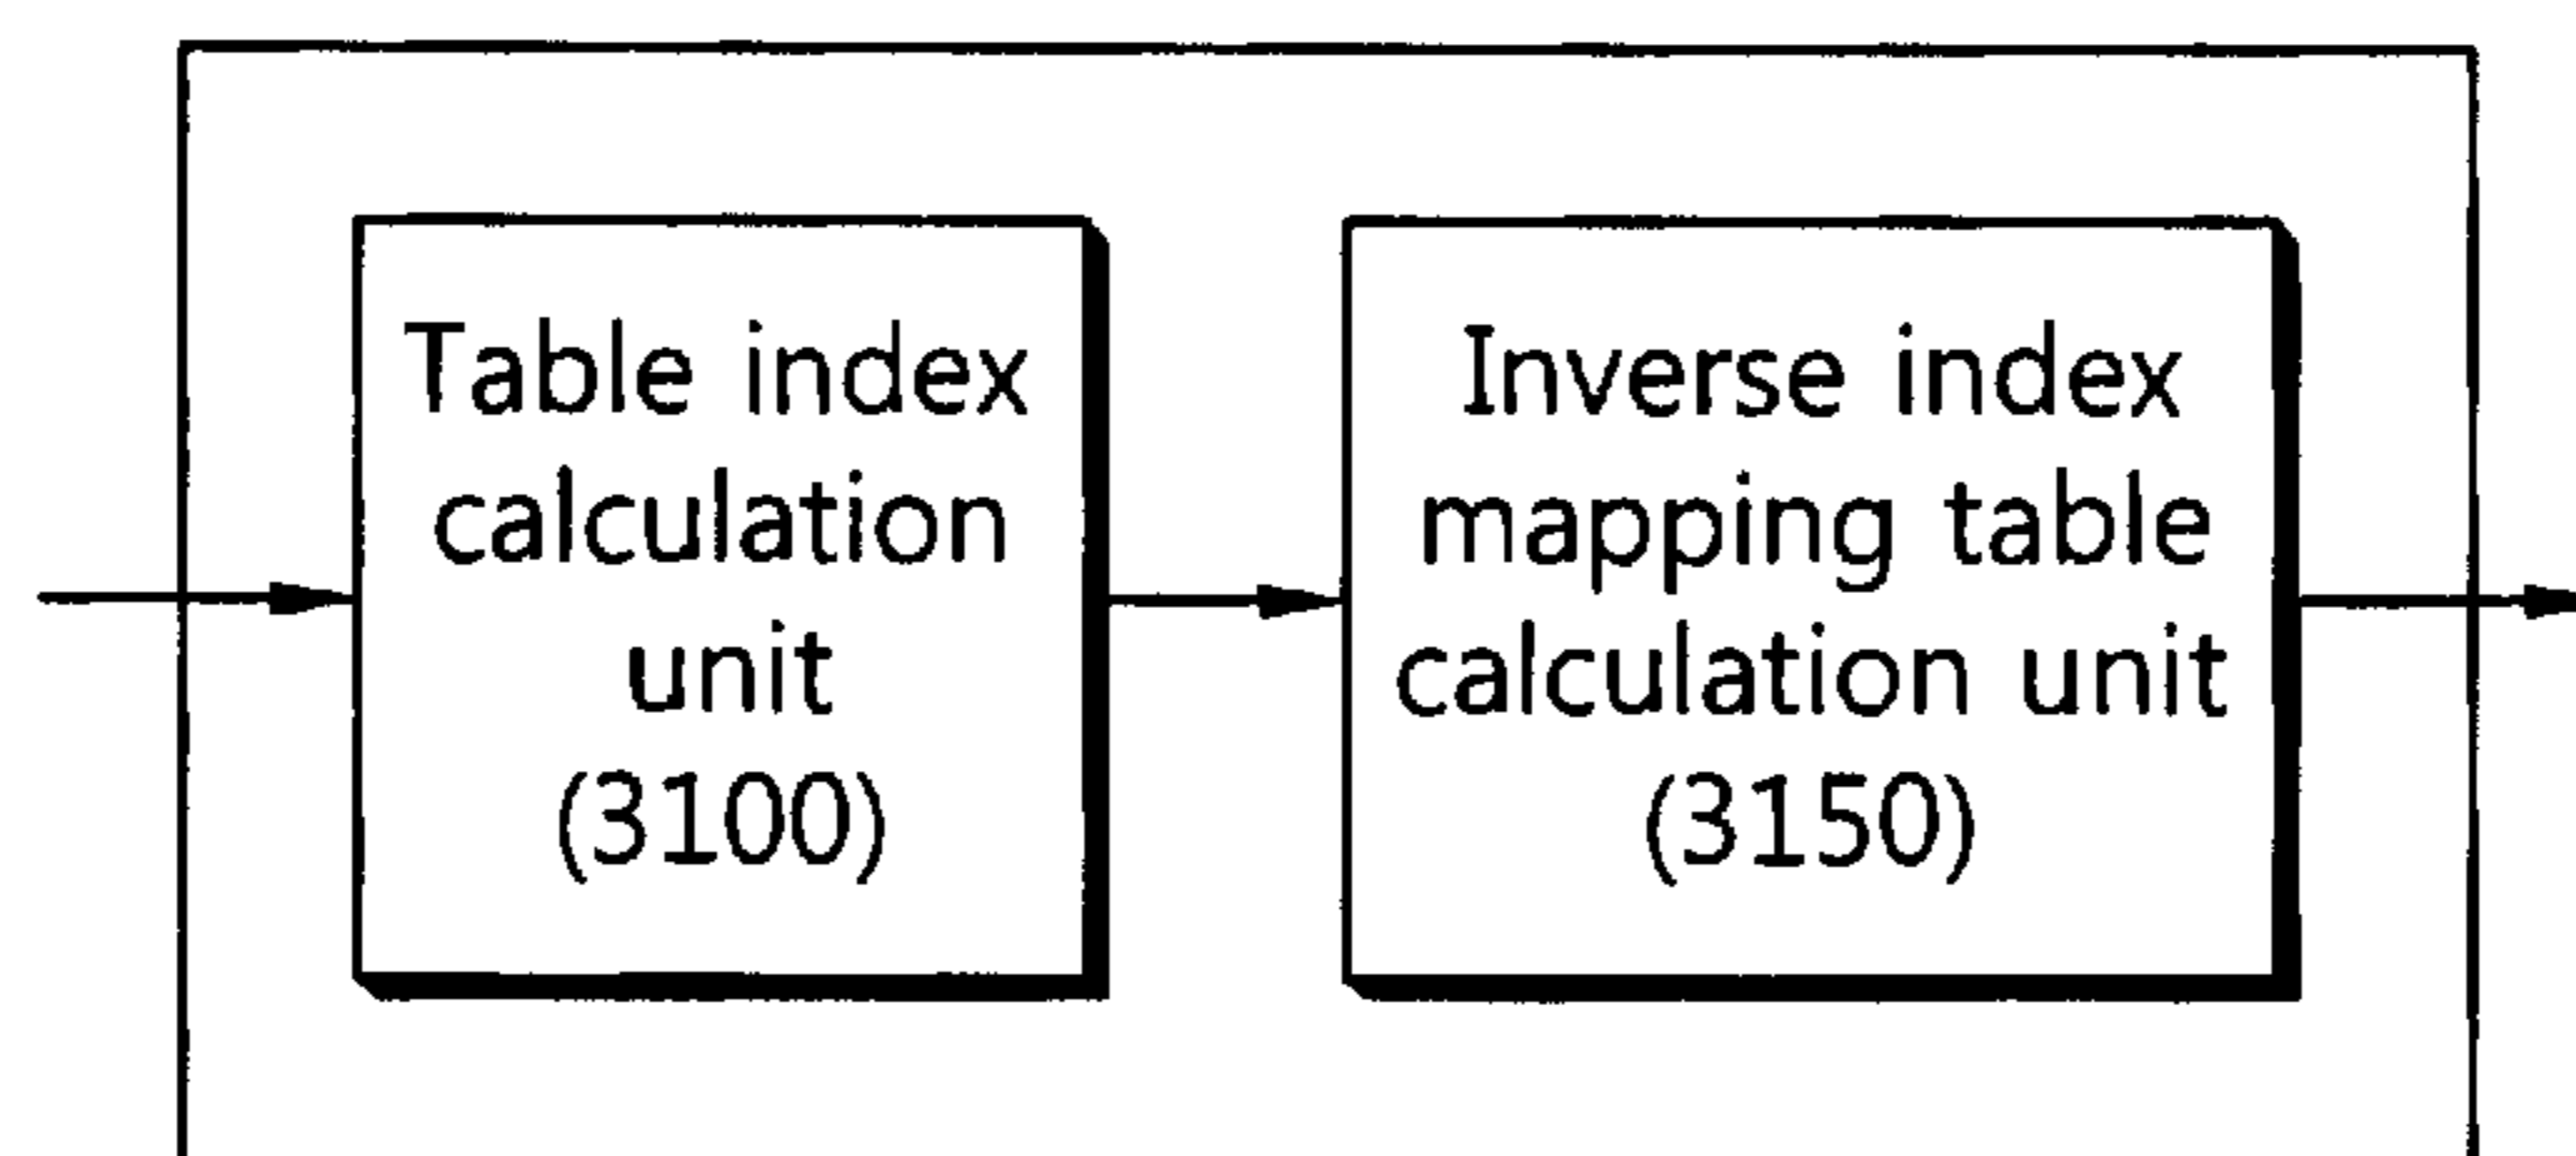 Table index
calculation
unit
(3100)
Inverse index
mapping table
calculation unit
(3150)